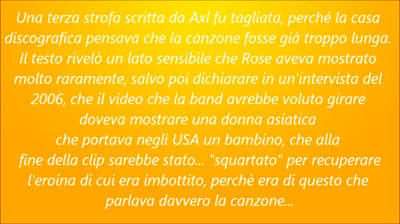 Una terza strofa scritta da Axl fu tagliata, perché la casa
discografica pensava che la canzone fosse già troppo lunga.
Il testo rivelò un lato sensibile che Rose aveva mostrato
molto raramente, salvo poi dichiarare in un'intervista del
2006, che il video che la band avrebbe voluto girare
doveva mostrare una donna asiatica
che portava negli USA un bambino, che alla
fine della clip sarebbe stato... "squartato" per recuperare
l'eroina di cui era imbottito, perchè era di questo che
parlava davvero la canzone...